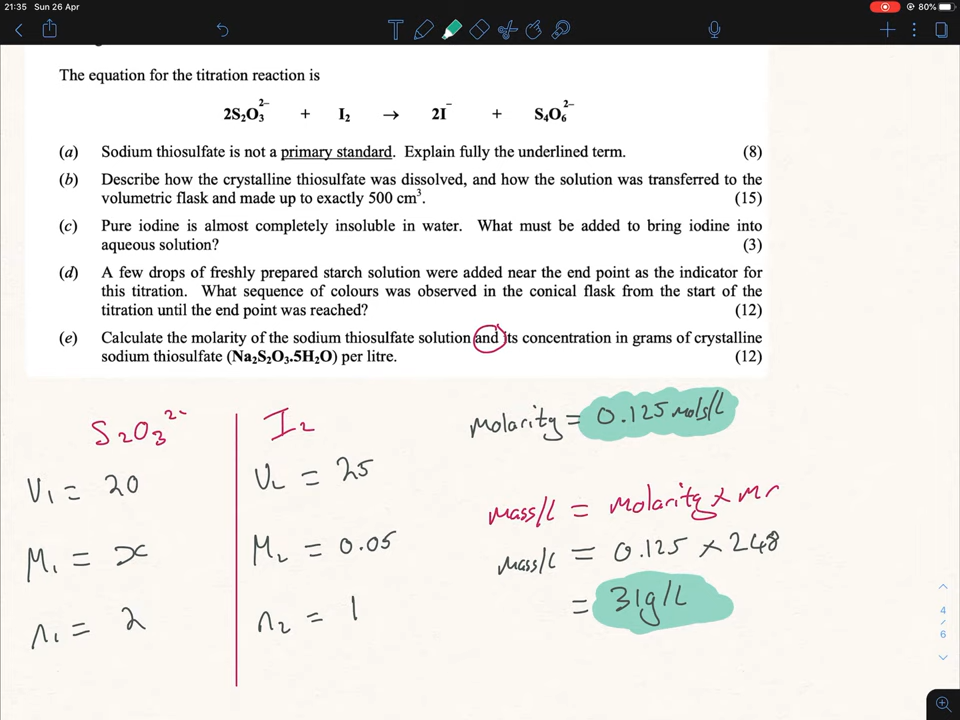 21:35 Sun 26 Apr
80%
The equation for the titration reaction is
2S₂O₃²⁻ + I₂ → 2I⁻ + S₄O₆²⁻
(a) Sodium thiosulfate is not a primary standard. Explain fully the underlined term. (8)
(b) Describe how the crystalline thiosulfate was dissolved, and how the solution was transferred to the
volumetric flask and made up to exactly 500 cm³. (15)
(c) Pure iodine is almost completely insoluble in water. What must be added to bring iodine into
aqueous solution? (3)
(d) A few drops of freshly prepared starch solution were added near the end point as the indicator for
this titration. What sequence of colours was observed in the conical flask from the start of the
titration until the end point was reached? (12)
(e) Calculate the molarity of the sodium thiosulfate solution and its concentration in grams of crystalline
sodium thiosulfate (Na₂S₂O₃.5H₂O) per litre. (12)
S₂O₃²⁻
V₁ = 20
M₁ = x
n₁ = 2
I₂
V₂ = 25
M₂ = 0.05
n₂ = 1
molarity = 0.125 mols/L
mass/L = molarity x Mr
mass/L = 0.125 x 248
= 31g/L
4
/
6